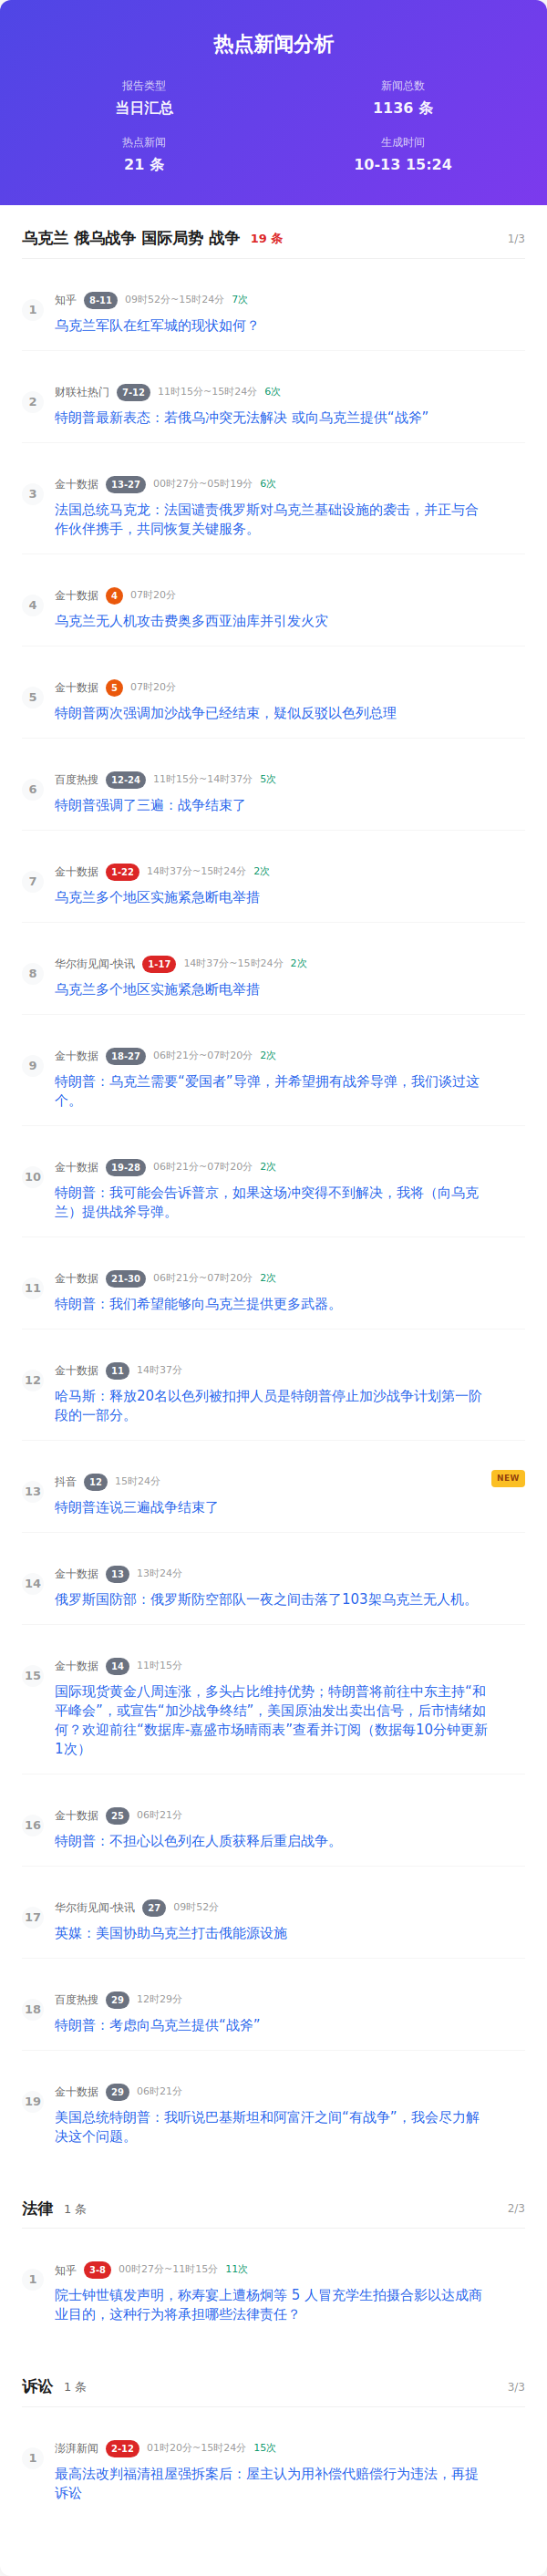 热点新闻分析
报告类型 新闻总数
当日汇总 1136 条
热点新闻 生成时间
21 条 10-13 15:24
乌克兰 俄乌战争 国际局势 战争 19 条 1/3
1 知乎 8-11 09时52分~15时24分 7次
乌克兰军队在红军城的现状如何？
2 财联社热门 7-12 11时15分~15时24分 6次
特朗普最新表态：若俄乌冲突无法解决 或向乌克兰提供“战斧”
3 金十数据 13-27 00时27分~05时19分 6次
法国总统马克龙：法国谴责俄罗斯对乌克兰基础设施的袭击，并正与合
作伙伴携手，共同恢复关键服务。
4 金十数据 4 07时20分
乌克兰无人机攻击费奥多西亚油库并引发火灾
5 金十数据 5 07时20分
特朗普两次强调加沙战争已经结束，疑似反驳以色列总理
6 百度热搜 12-24 11时15分~14时37分 5次
特朗普强调了三遍：战争结束了
7 金十数据 1-22 14时37分~15时24分 2次
乌克兰多个地区实施紧急断电举措
8 华尔街见闻-快讯 1-17 14时37分~15时24分 2次
乌克兰多个地区实施紧急断电举措
9 金十数据 18-27 06时21分~07时20分 2次
特朗普：乌克兰需要“爱国者”导弹，并希望拥有战斧导弹，我们谈过这
个。
10 金十数据 19-28 06时21分~07时20分 2次
特朗普：我可能会告诉普京，如果这场冲突得不到解决，我将（向乌克
兰）提供战斧导弹。
11 金十数据 21-30 06时21分~07时20分 2次
特朗普：我们希望能够向乌克兰提供更多武器。
12 金十数据 11 14时37分
哈马斯：释放20名以色列被扣押人员是特朗普停止加沙战争计划第一阶
段的一部分。
13 抖音 12 15时24分 NEW
特朗普连说三遍战争结束了
14 金十数据 13 13时24分
俄罗斯国防部：俄罗斯防空部队一夜之间击落了103架乌克兰无人机。
15 金十数据 14 11时15分
国际现货黄金八周连涨，多头占比维持优势；特朗普将前往中东主持“和
平峰会”，或宣告“加沙战争终结”，美国原油发出卖出信号，后市情绪如
何？欢迎前往“数据库-嘉盛市场晴雨表”查看并订阅（数据每10分钟更新
1次）
16 金十数据 25 06时21分
特朗普：不担心以色列在人质获释后重启战争。
17 华尔街见闻-快讯 27 09时52分
英媒：美国协助乌克兰打击俄能源设施
18 百度热搜 29 12时29分
特朗普：考虑向乌克兰提供“战斧”
19 金十数据 29 06时21分
美国总统特朗普：我听说巴基斯坦和阿富汗之间“有战争”，我会尽力解
决这个问题。
法律 1 条 2/3
1 知乎 3-8 00时27分~11时15分 11次
院士钟世镇发声明，称寿宴上遭杨炯等 5 人冒充学生拍摄合影以达成商
业目的，这种行为将承担哪些法律责任？
诉讼 1 条 3/3
1 澎湃新闻 2-12 01时20分~15时24分 15次
最高法改判福清祖屋强拆案后：屋主认为用补偿代赔偿行为违法，再提
诉讼